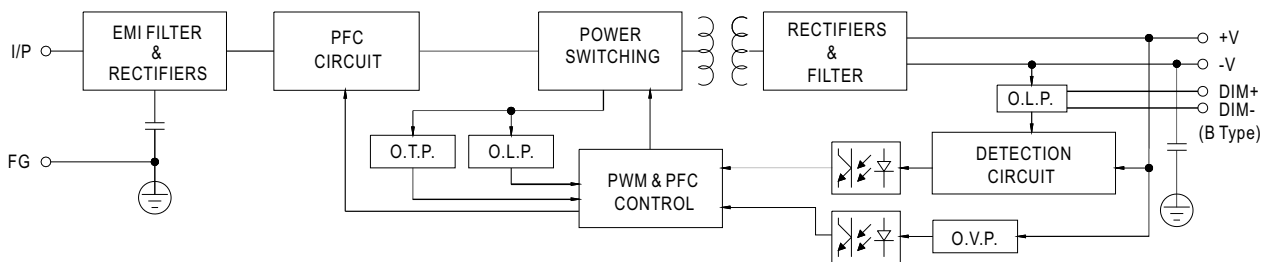 I/P
EMI FILTER
&
RECTIFIERS
PFC
CIRCUIT
POWER
SWITCHING
RECTIFIERS
&
FILTER
+V
-V
DIM+
DIM-
(B Type)
O.L.P.
FG
O.T.P.
O.L.P.
PWM & PFC
CONTROL
DETECTION
CIRCUIT
O.V.P.